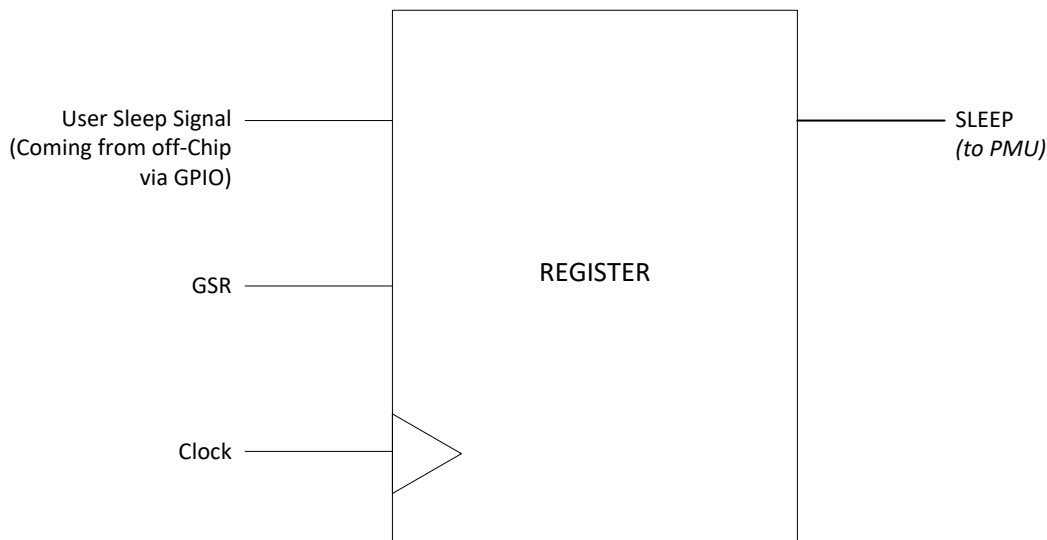 User Sleep Signal
(Coming from off-Chip
via GPIO)
SLEEP
(to PMU)
GSR
REGISTER
Clock